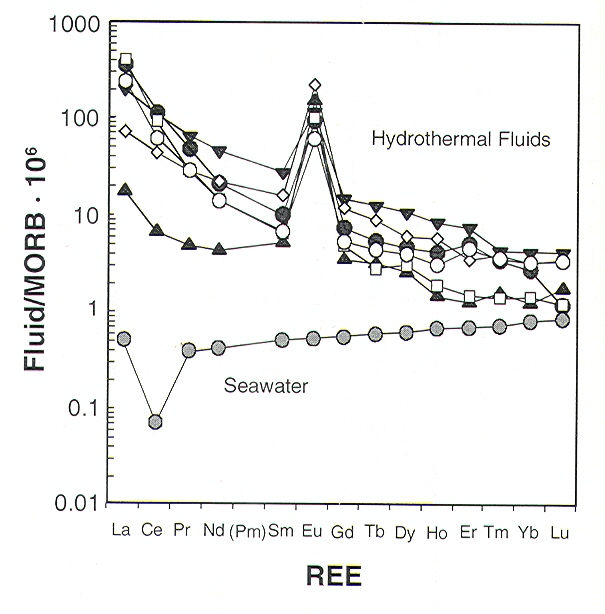 1000
100
10
1
0.1
0.01
Fluid/MORB · 10⁶
Hydrothermal Fluids
Seawater
La Ce Pr Nd (Pm) Sm Eu Gd Tb Dy Ho Er Tm Yb Lu
REE